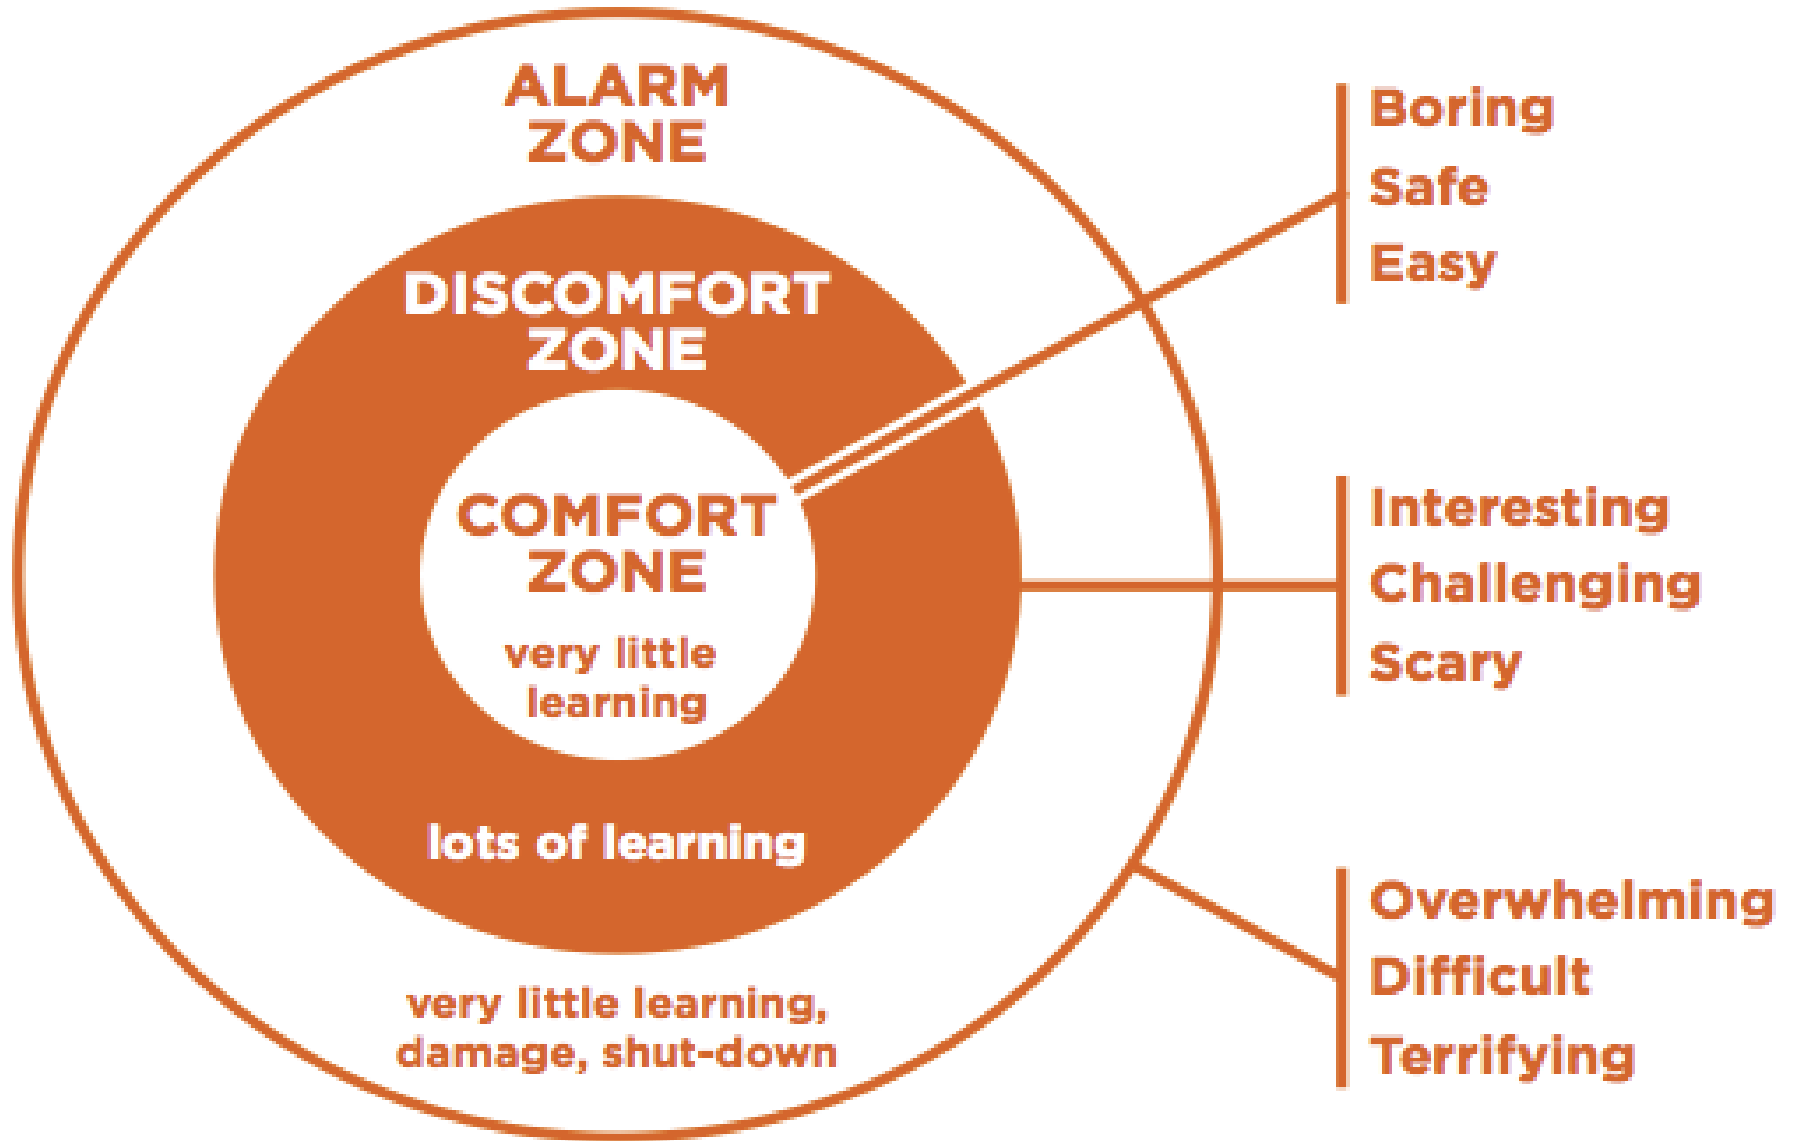 ALARM
ZONE
DISCOMFORT
ZONE
COMFORT
ZONE
very little
learning
lots of learning
very little learning,
damage, shut-down
Boring
Safe
Easy
Interesting
Challenging
Scary
Overwhelming
Difficult
Terrifying